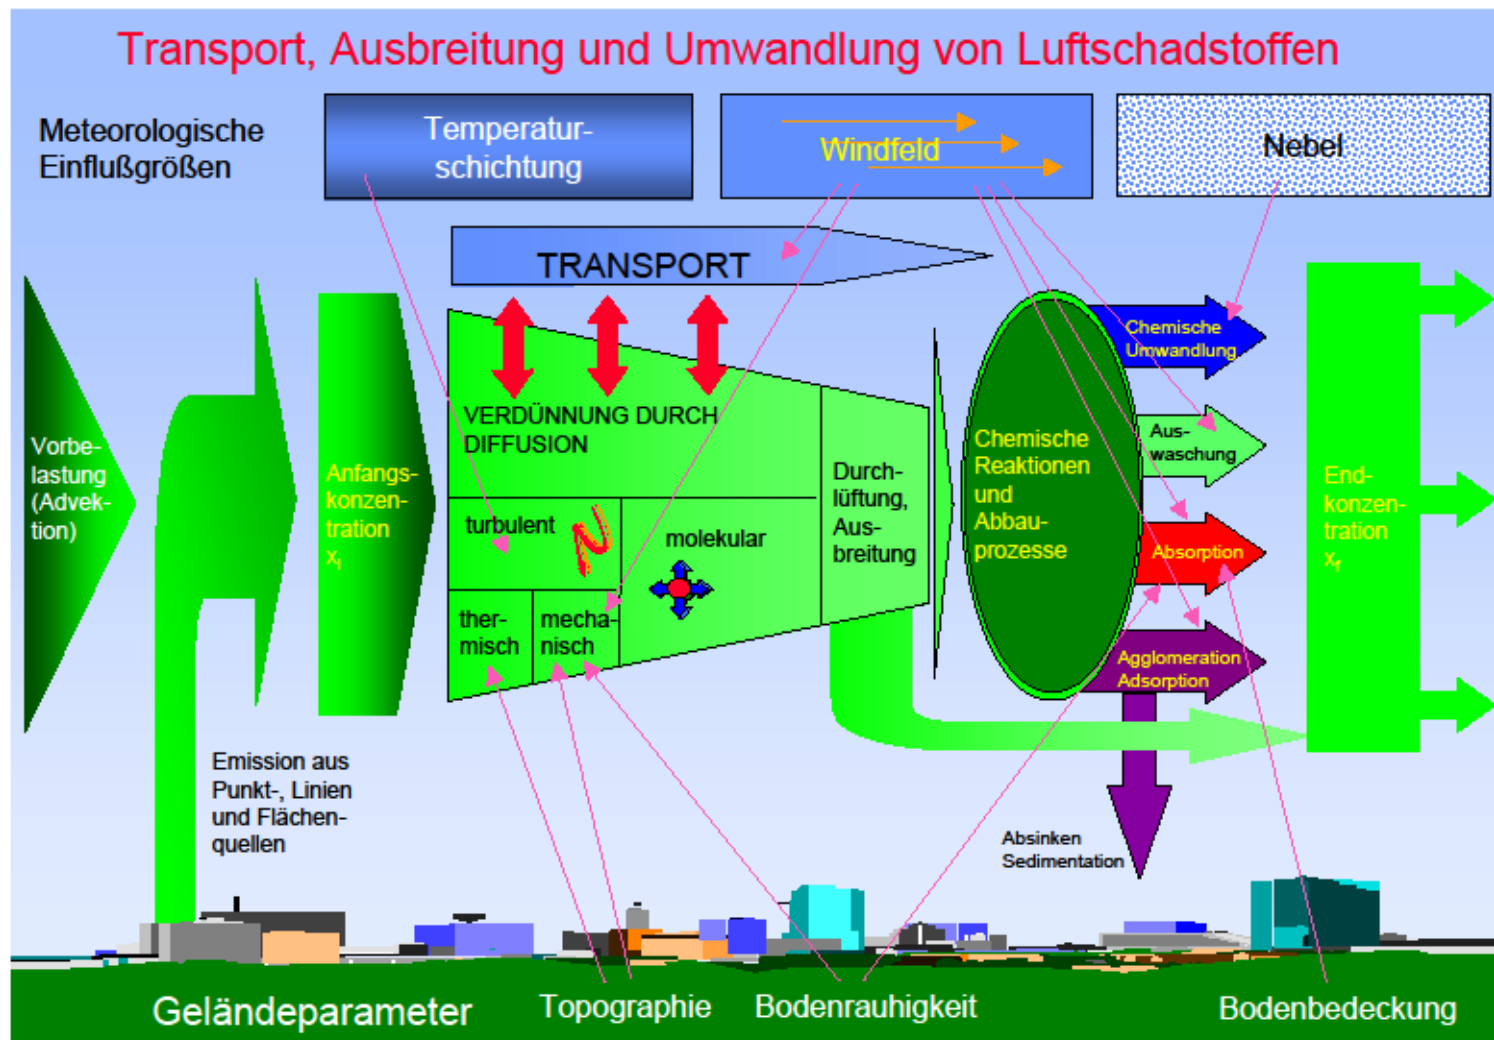 Transport, Ausbreitung und Umwandlung von Luftschadstoffen
Meteorologische
Einflußgrößen
Temperatur-
schichtung
Windfeld
Nebel
TRANSPORT
Vorbe-
lastung
(Advek-
tion)
Emission aus
Punkt-, Linien
und Flächen-
quellen
Anfangs-
konzen-
tration
x_i
VERDÜNNUNG DURCH
DIFFUSION
turbulent
molekular
ther-
misch
mecha-
nisch
Durch-
lüftung,
Aus-
breitung
Chemische
Reaktionen
und
Abbau-
prozesse
Chemische
Umwandlung
Aus-
waschung
Absorption
Agglomeration
Adsorption
Absinken
Sedimentation
End-
konzen-
tration
x_f
Geländeparameter
Topographie
Bodenrauhigkeit
Bodenbedeckung